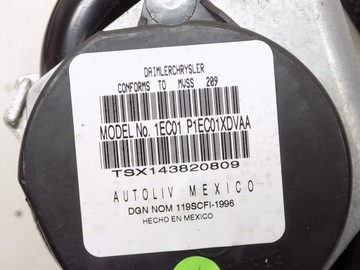 DAIMLERCHRYSLER
CONFORMS TO MVSS 209
MODEL No. 1EC01 P1EC01XDVAA
TSX143820809
AUTOLIV MEXICO
DGN NOM 119SCFI-1996
HECHO EN MEXICO